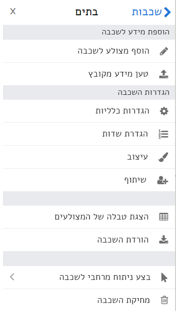 שכבות
בתים
x
הוספת מידע לשכבה
הוסף מצולע לשכבה
טען מידע מקובץ
הגדרות השכבה
הגדרות כלליות
הגדרת שדות
עיצוב
שיתוף
הצגת טבלה של המצולעים
הורדת השכבה
בצע ניתוח מרחבי לשכבה
מחיקת השכבה